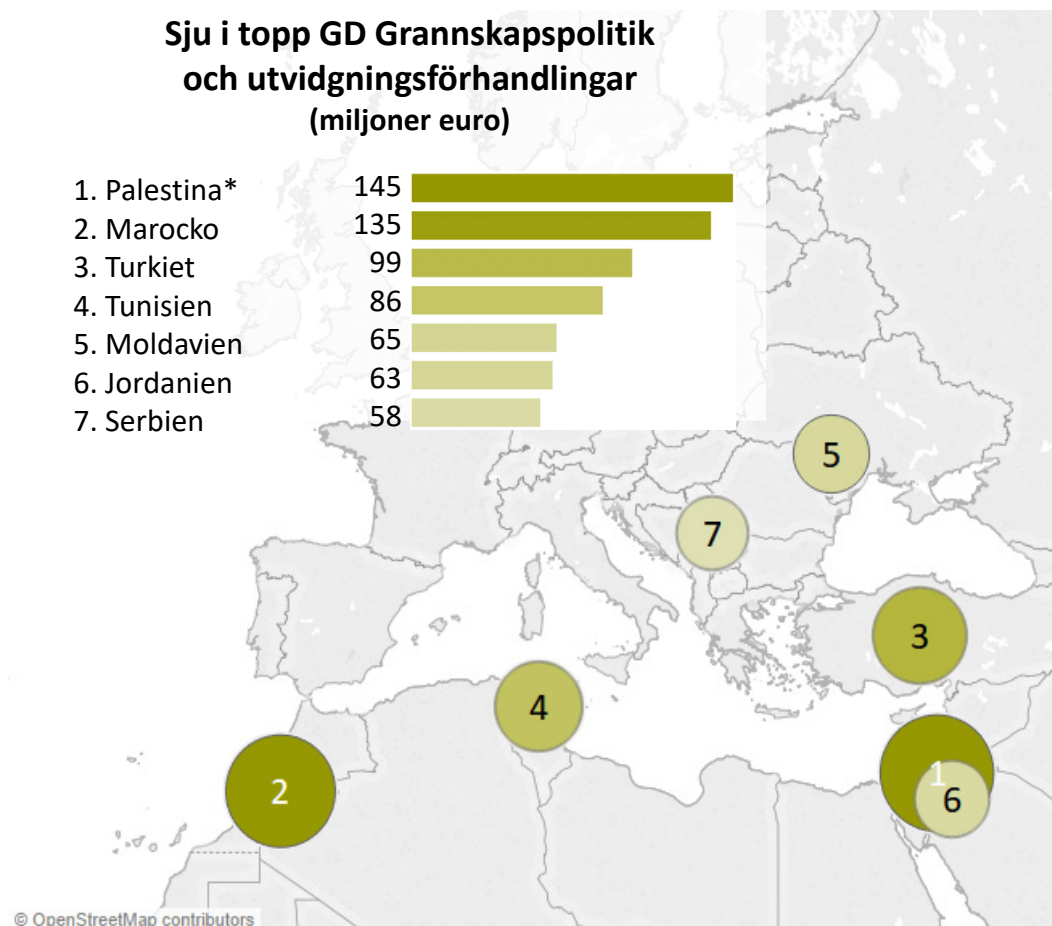 Sju i topp GD Grannskapspolitik
och utvidgningsförhandlingar
(miljoner euro)
1. Palestina* 145
2. Marocko 135
3. Turkiet 99
4. Tunisien 86
5. Moldavien 65
6. Jordanien 63
7. Serbien 58
5
7
3
4
1
2
6
© OpenStreetMap contributors